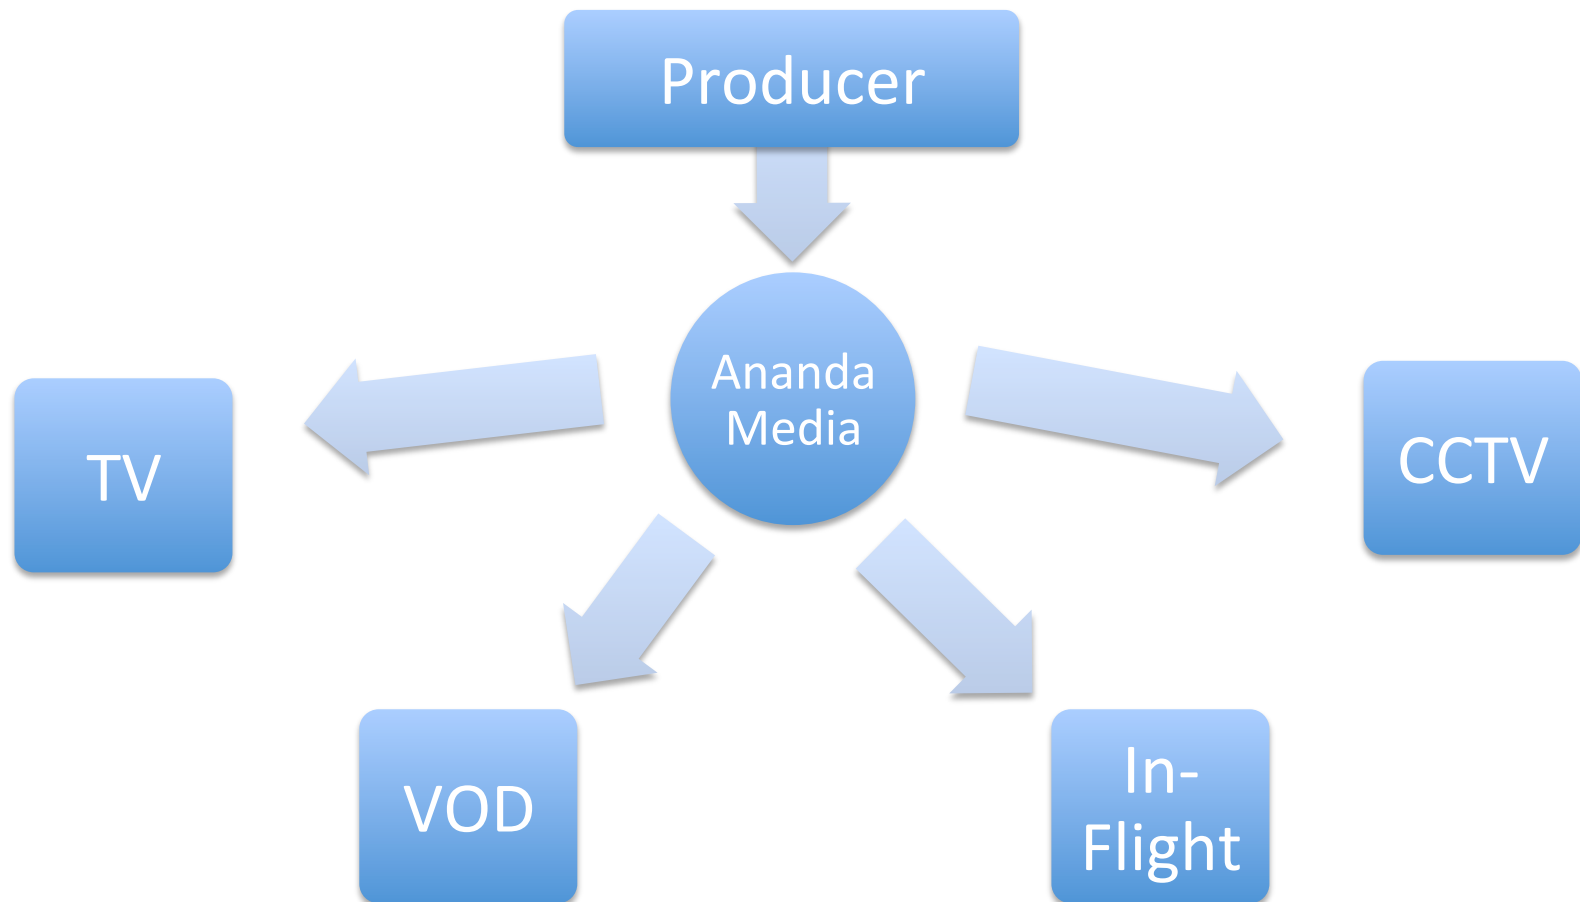 Producer
Ananda
Media
TV
CCTV
VOD
In-
Flight